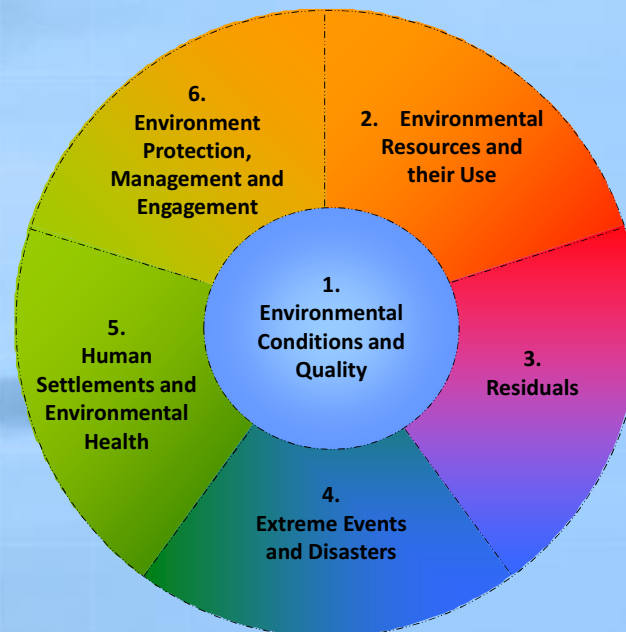 1.
Environmental
Conditions and
Quality
2. Environmental
Resources and
their Use
3.
Residuals
4.
Extreme Events
and Disasters
5.
Human
Settlements and
Environmental
Health
6.
Environment
Protection,
Management and
Engagement